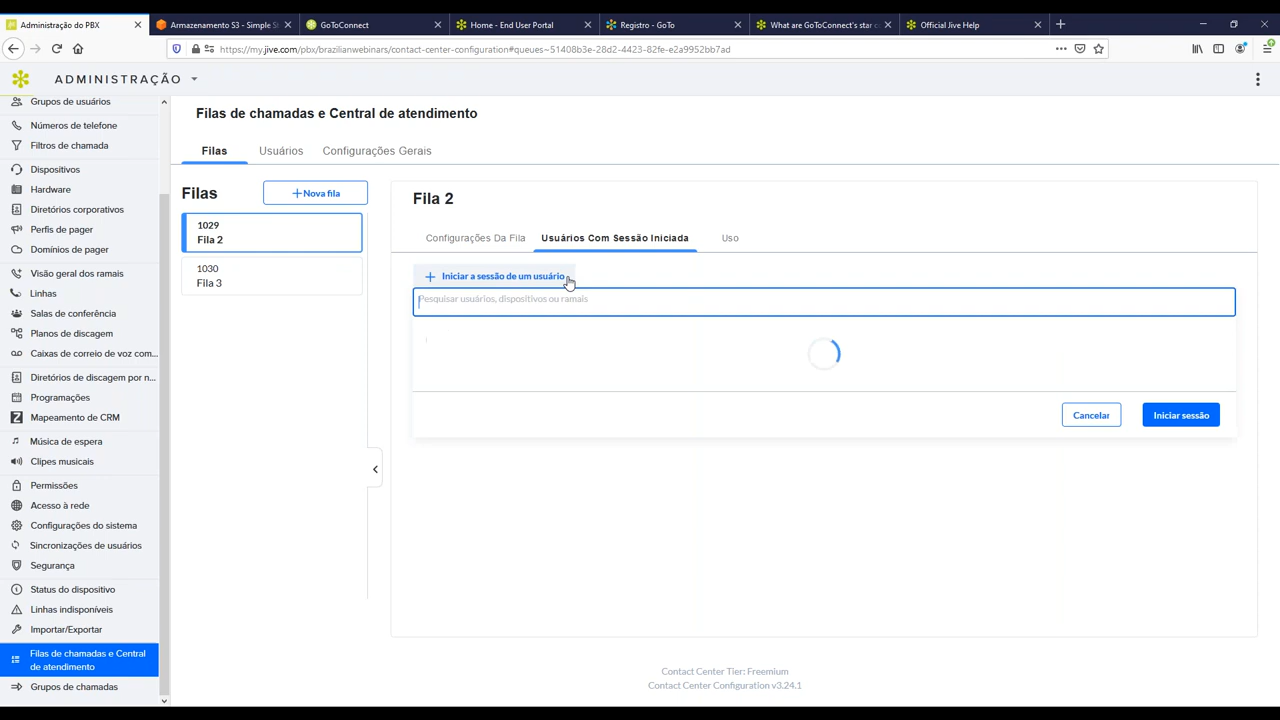 Administração do PBX
Armazenamento S3 - Simple S
GoToConnect
Home - End User Portal
Registro - GoTo
What are GoToConnect's star c
Official Jive Help
https://my.jive.com/pbx/brazilianwebinars/contact-center-configuration#queues~51408b3e-28d2-4423-82fe-e2a9952bb7ad
ADMINISTRAÇÃO
Grupos de usuários
Números de telefone
Filtros de chamada
Dispositivos
Hardware
Diretórios corporativos
Perfis de pager
Domínios de pager
Visão geral dos ramais
Linhas
Salas de conferência
Planos de discagem
Caixas de correio de voz com...
Diretórios de discagem por n...
Programações
Mapeamento de CRM
Música de espera
Clipes musicais
Permissões
Acesso à rede
Configurações do sistema
Sincronizações de usuários
Segurança
Status do dispositivo
Linhas indisponíveis
Importar/Exportar
Filas de chamadas e Central
de atendimento
Grupos de chamadas
Filas de chamadas e Central de atendimento
Filas
Usuários
Configurações Gerais
Filas
+ Nova fila
1029
Fila 2
1030
Fila 3
Fila 2
Configurações Da Fila
Usuários Com Sessão Iniciada
Uso
+ Iniciar a sessão de um usuário
Pesquisar usuários, dispositivos ou ramais
Cancelar
Iniciar sessão
Contact Center Tier: Freemium
Contact Center Configuration v3.24.1